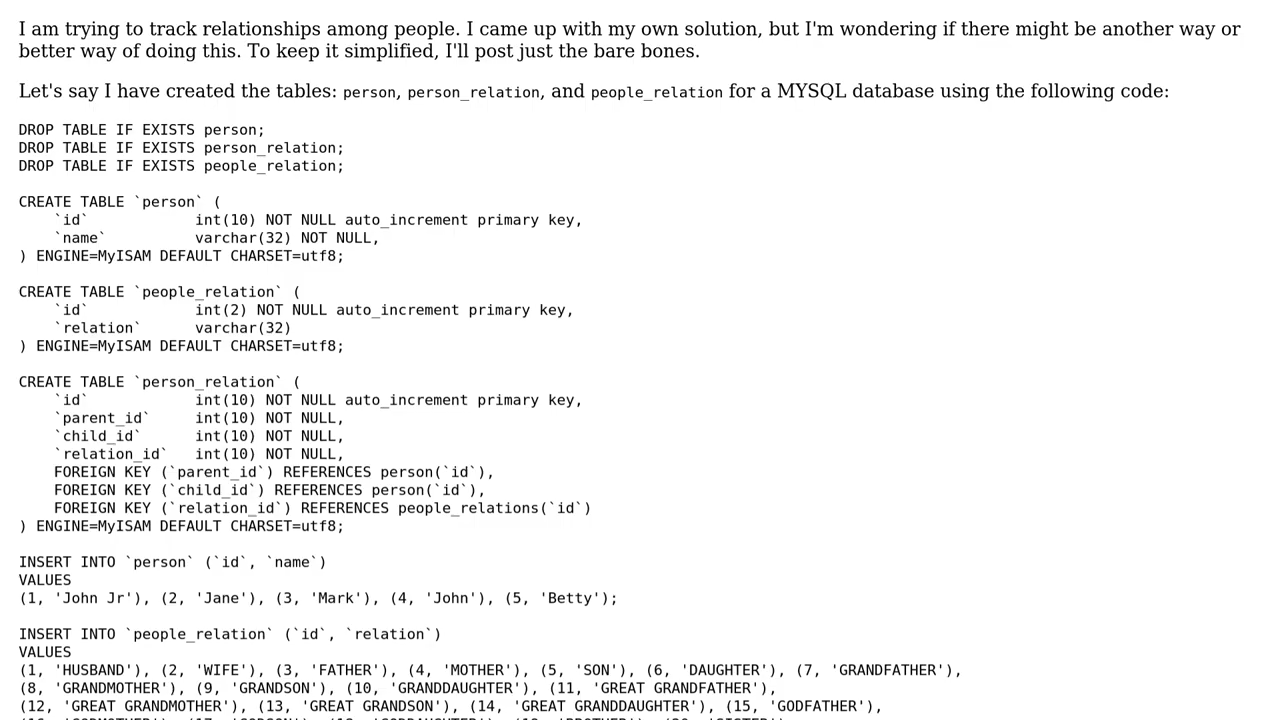 I am trying to track relationships among people. I came up with my own solution, but I'm wondering if there might be another way or
better way of doing this. To keep it simplified, I'll post just the bare bones.
Let's say I have created the tables: person, person_relation, and people_relation for a MYSQL database using the following code:
DROP TABLE IF EXISTS person;
DROP TABLE IF EXISTS person_relation;
DROP TABLE IF EXISTS people_relation;
CREATE TABLE `person` (
    `id`            int(10) NOT NULL auto_increment primary key,
    `name`          varchar(32) NOT NULL,
) ENGINE=MyISAM DEFAULT CHARSET=utf8;
CREATE TABLE `people_relation` (
    `id`            int(2) NOT NULL auto_increment primary key,
    `relation`      varchar(32)
) ENGINE=MyISAM DEFAULT CHARSET=utf8;
CREATE TABLE `person_relation` (
    `id`            int(10) NOT NULL auto_increment primary key,
    `parent_id`     int(10) NOT NULL,
    `child_id`      int(10) NOT NULL,
    `relation_id`   int(10) NOT NULL,
    FOREIGN KEY (`parent_id`) REFERENCES person(`id`),
    FOREIGN KEY (`child_id`) REFERENCES person(`id`),
    FOREIGN KEY (`relation_id`) REFERENCES people_relations(`id`)
) ENGINE=MyISAM DEFAULT CHARSET=utf8;
INSERT INTO `person` (`id`, `name`)
VALUES
(1, 'John Jr'), (2, 'Jane'), (3, 'Mark'), (4, 'John'), (5, 'Betty');
INSERT INTO `people_relation` (`id`, `relation`)
VALUES
(1, 'HUSBAND'), (2, 'WIFE'), (3, 'FATHER'), (4, 'MOTHER'), (5, 'SON'), (6, 'DAUGHTER'), (7, 'GRANDFATHER'),
(8, 'GRANDMOTHER'), (9, 'GRANDSON'), (10, 'GRANDDAUGHTER'), (11, 'GREAT GRANDFATHER'),
(12, 'GREAT GRANDMOTHER'), (13, 'GREAT GRANDSON'), (14, 'GREAT GRANDDAUGHTER'), (15, 'GODFATHER'),